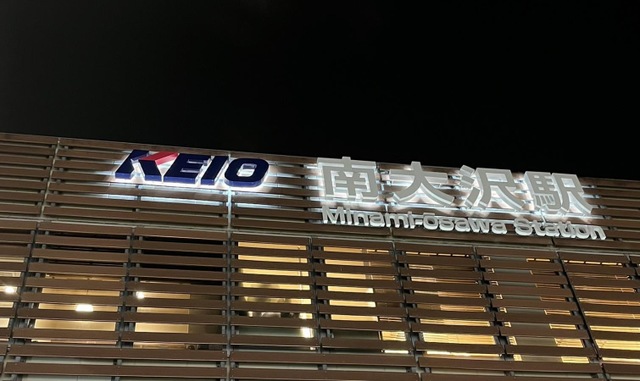 KEIO 南大沢駅
Minami-osawa Station